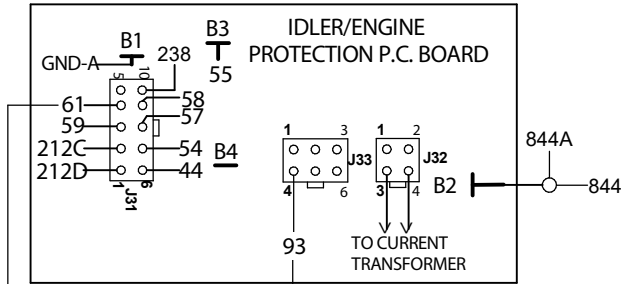 IDLER/ENGINE
PROTECTION P.C. BOARD
B1
B3
238
GND-A
55
5
10
61
58
57
59
212C
54
B4
212D
44
1
6
J31
1
3
J33
4
6
1
2
J32
3
4
B2
844A
844
93
TO CURRENT
TRANSFORMER